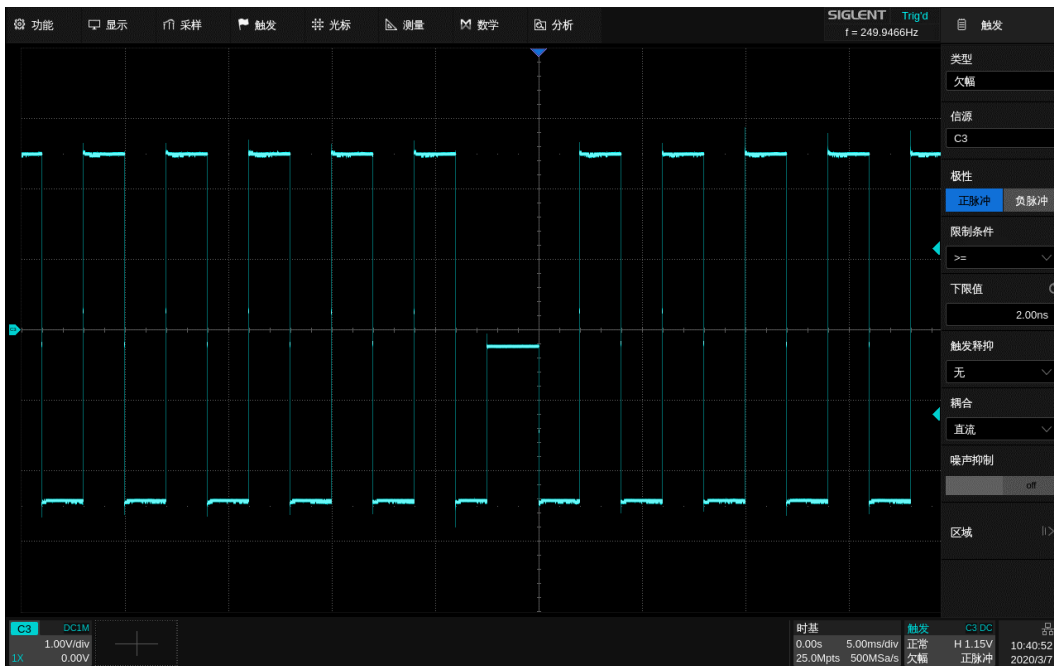 功能 显示 采样 触发 光标 测量 数学 分析
SIGLENT Trig'd
f = 249.9466Hz
触发
类型
欠幅
信源
C3
极性
正脉冲 负脉冲
限制条件
>=
下限值
2.00ns
触发释抑
无
耦合
直流
噪声抑制
off
区域
C3
C3 DC1M
1.00V/div
1X 0.00V
时基
0.00s 5.00ms/div
25.0Mpts 500MSa/s
触发 C3 DC
正常 H 1.15V
欠幅 正脉冲
10:40:52
2020/3/7